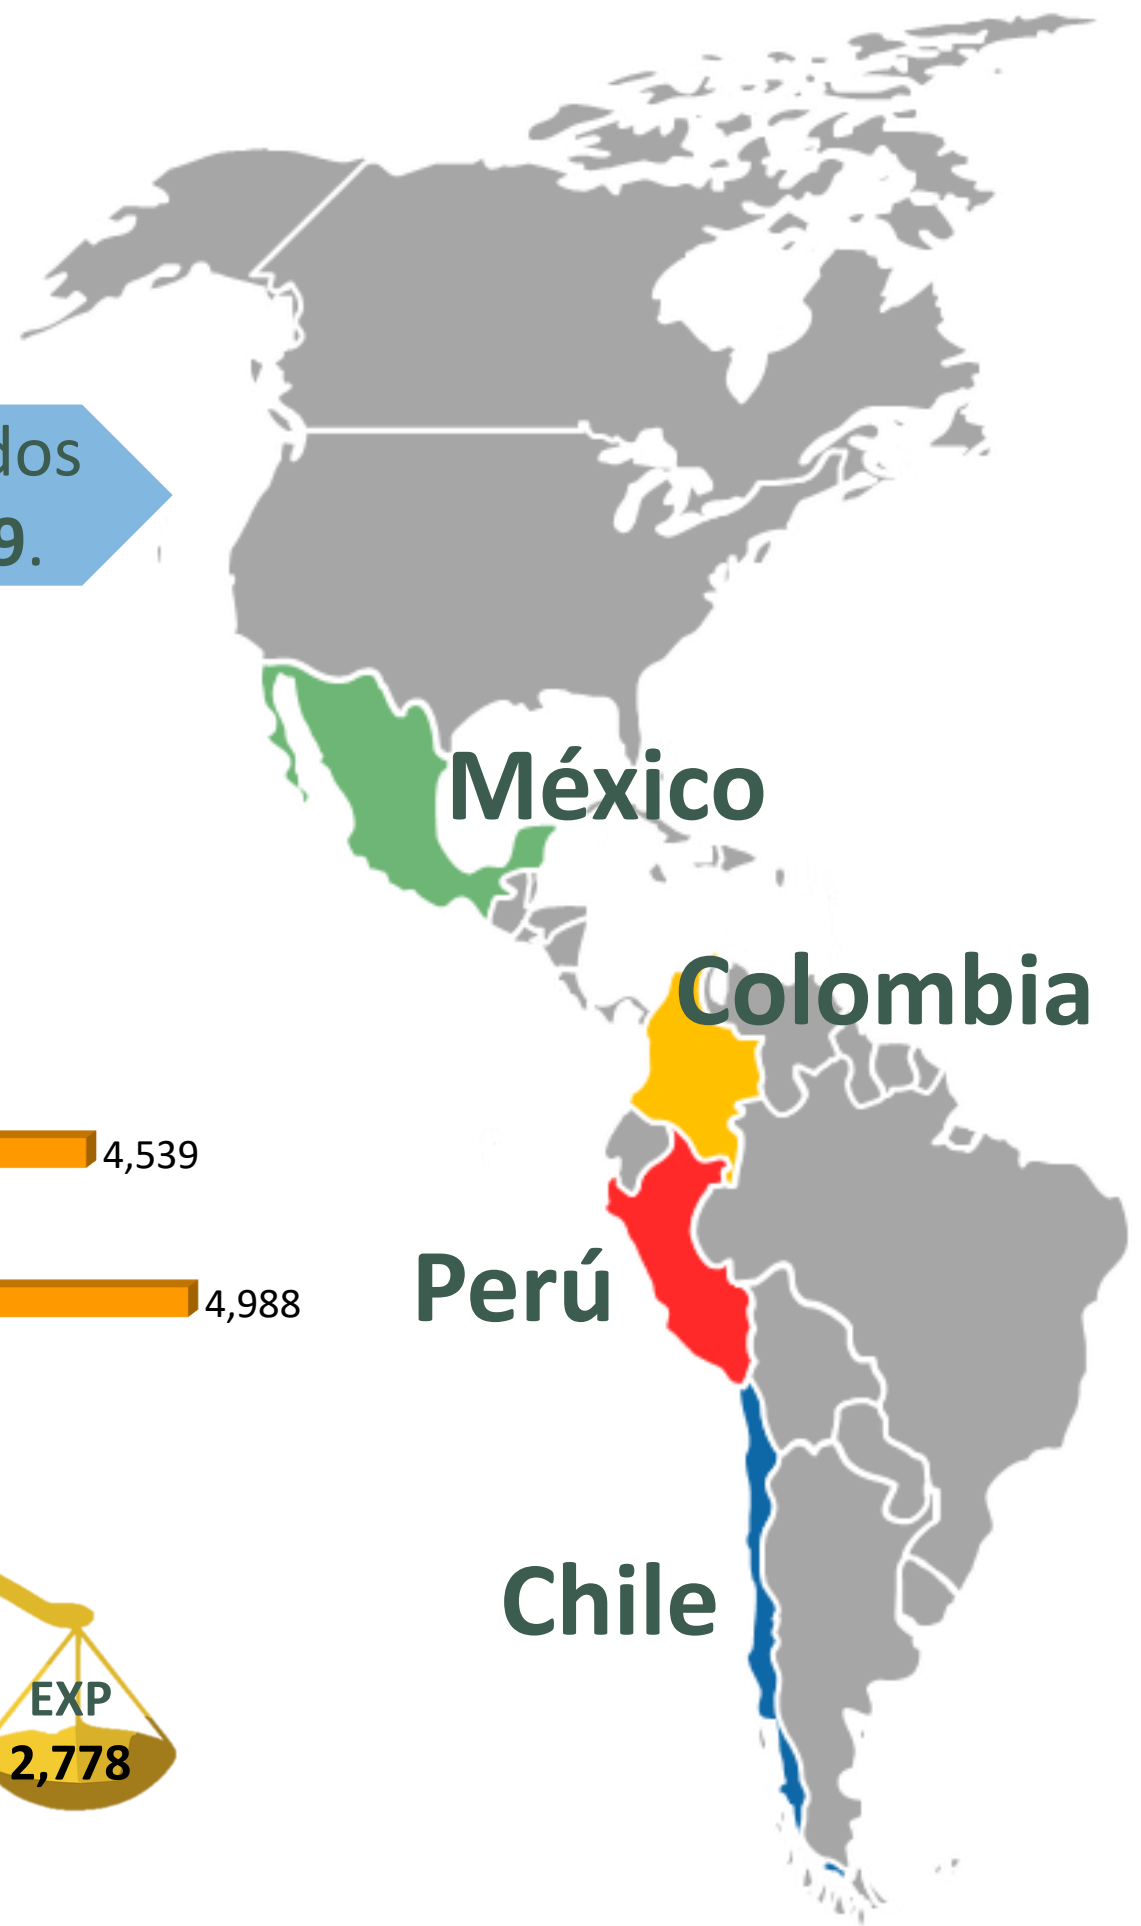 dos
9.
México
Colombia
4,539
Perú
4,988
Chile
EXP
2,778